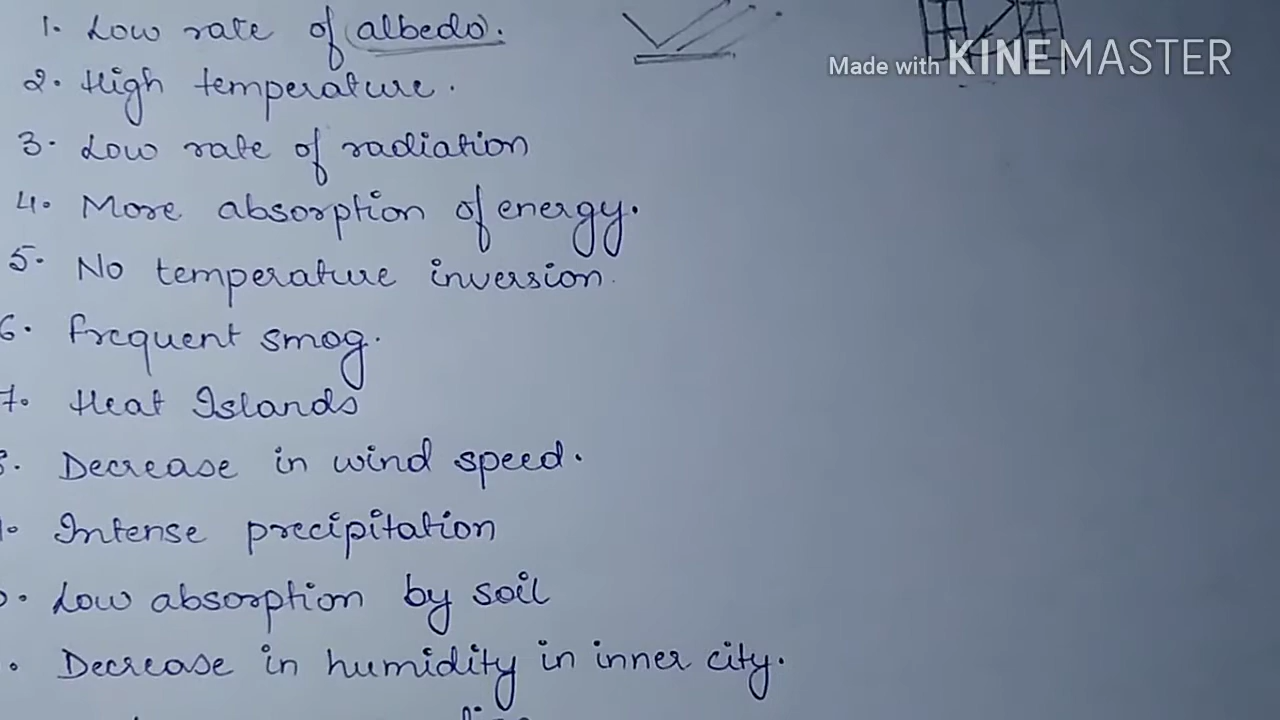 1. Low rate of albedo.
Made with KINEMASTER
2. High temperature.
3. Low rate of radiation
4. More absorption of energy.
5. No temperature inversion.
6. Frequent smog.
7. Heat Islands
8. Decrease in wind speed.
Intense precipitation
Low absorption by soil
Decrease in humidity in inner city.